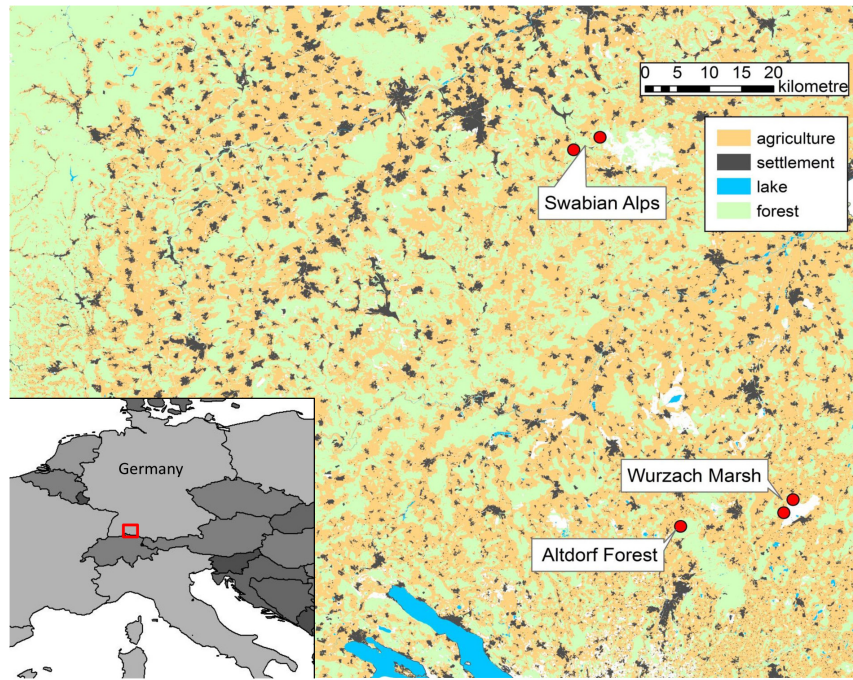 0 5 10 15 20
kilometre
agriculture
settlement
lake
forest
Swabian Alps
Germany
Wurzach Marsh
Altdorf Forest